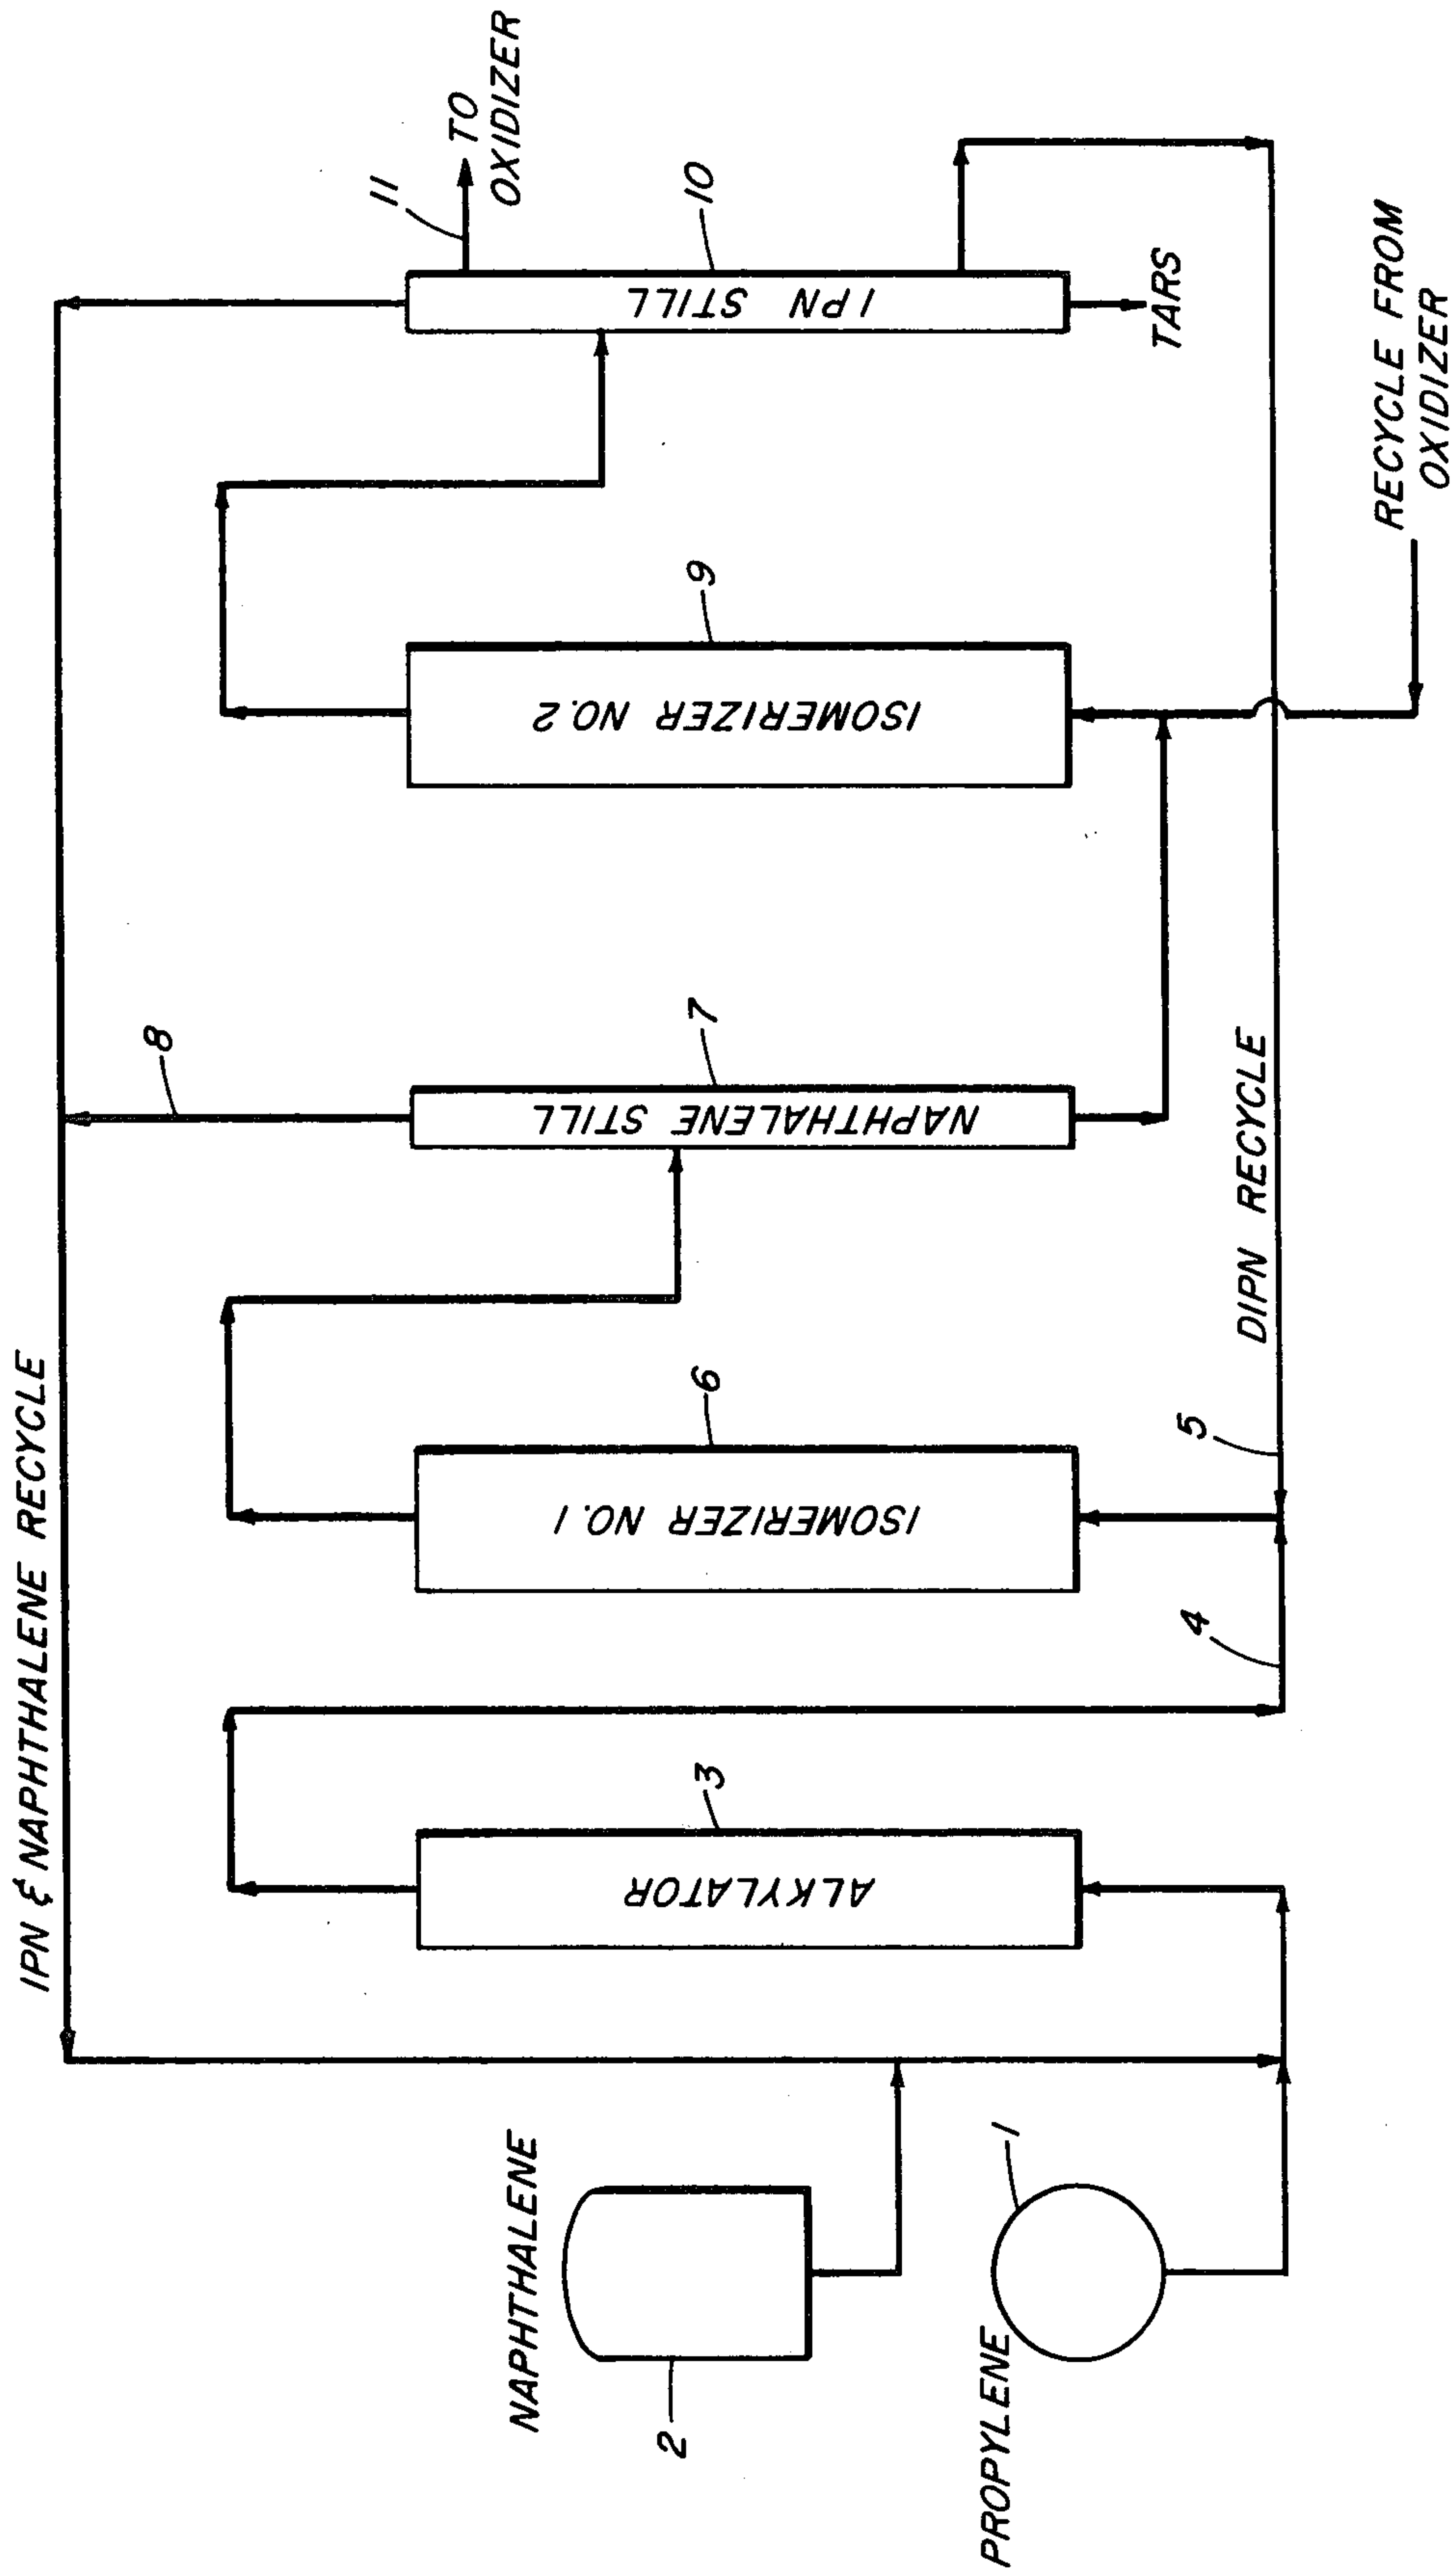 IPN & NAPHTHALENE RECYCLE
NAPHTHALENE
2
PROPYLENE
1
ALKYLATOR
3
4
ISOMERIZER NO. 1
6
5
DIPN RECYCLE
8
NAPHTHALENE STILL
7
ISOMERIZER NO. 2
9
IPN STILL
10
11
TO
OXIDIZER
TARS
RECYCLE FROM
OXIDIZER